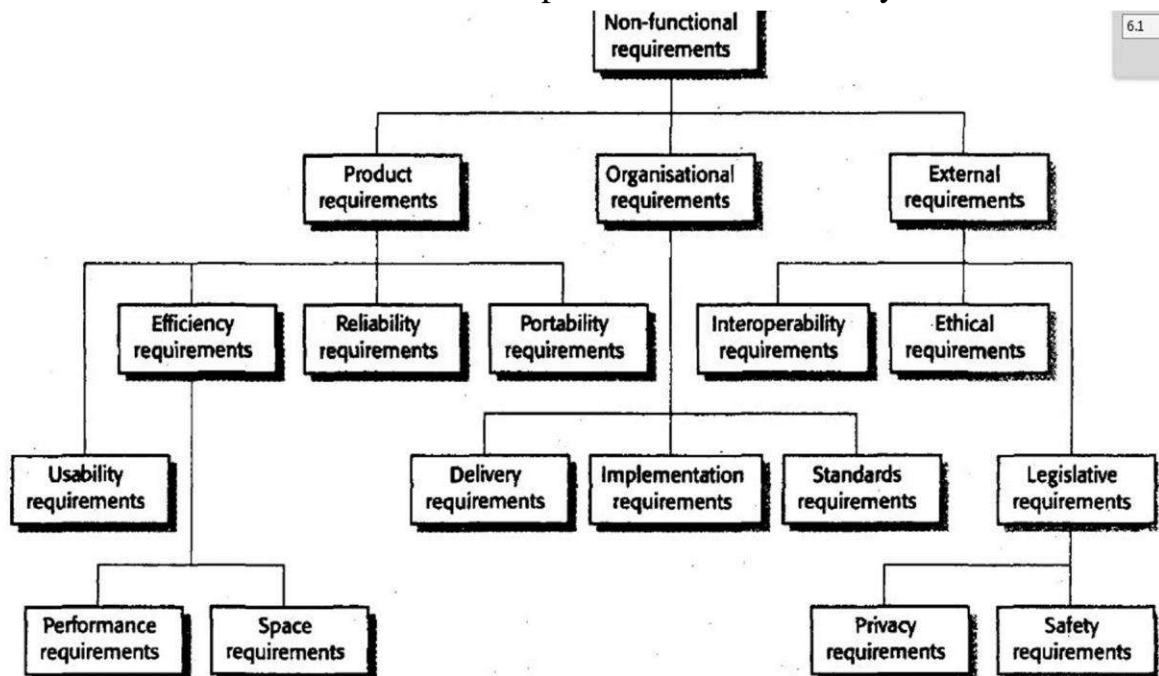 Non-functional
requirements
6.1
Product
requirements
Organisational
requirements
External
requirements
Efficiency
requirements
Reliability
requirements
Portability
requirements
Interoperability
requirements
Ethical
requirements
Usability
requirements
Delivery
requirements
Implementation
requirements
Standards
requirements
Legislative
requirements
Performance
requirements
Space
requirements
Privacy
requirements
Safety
requirements